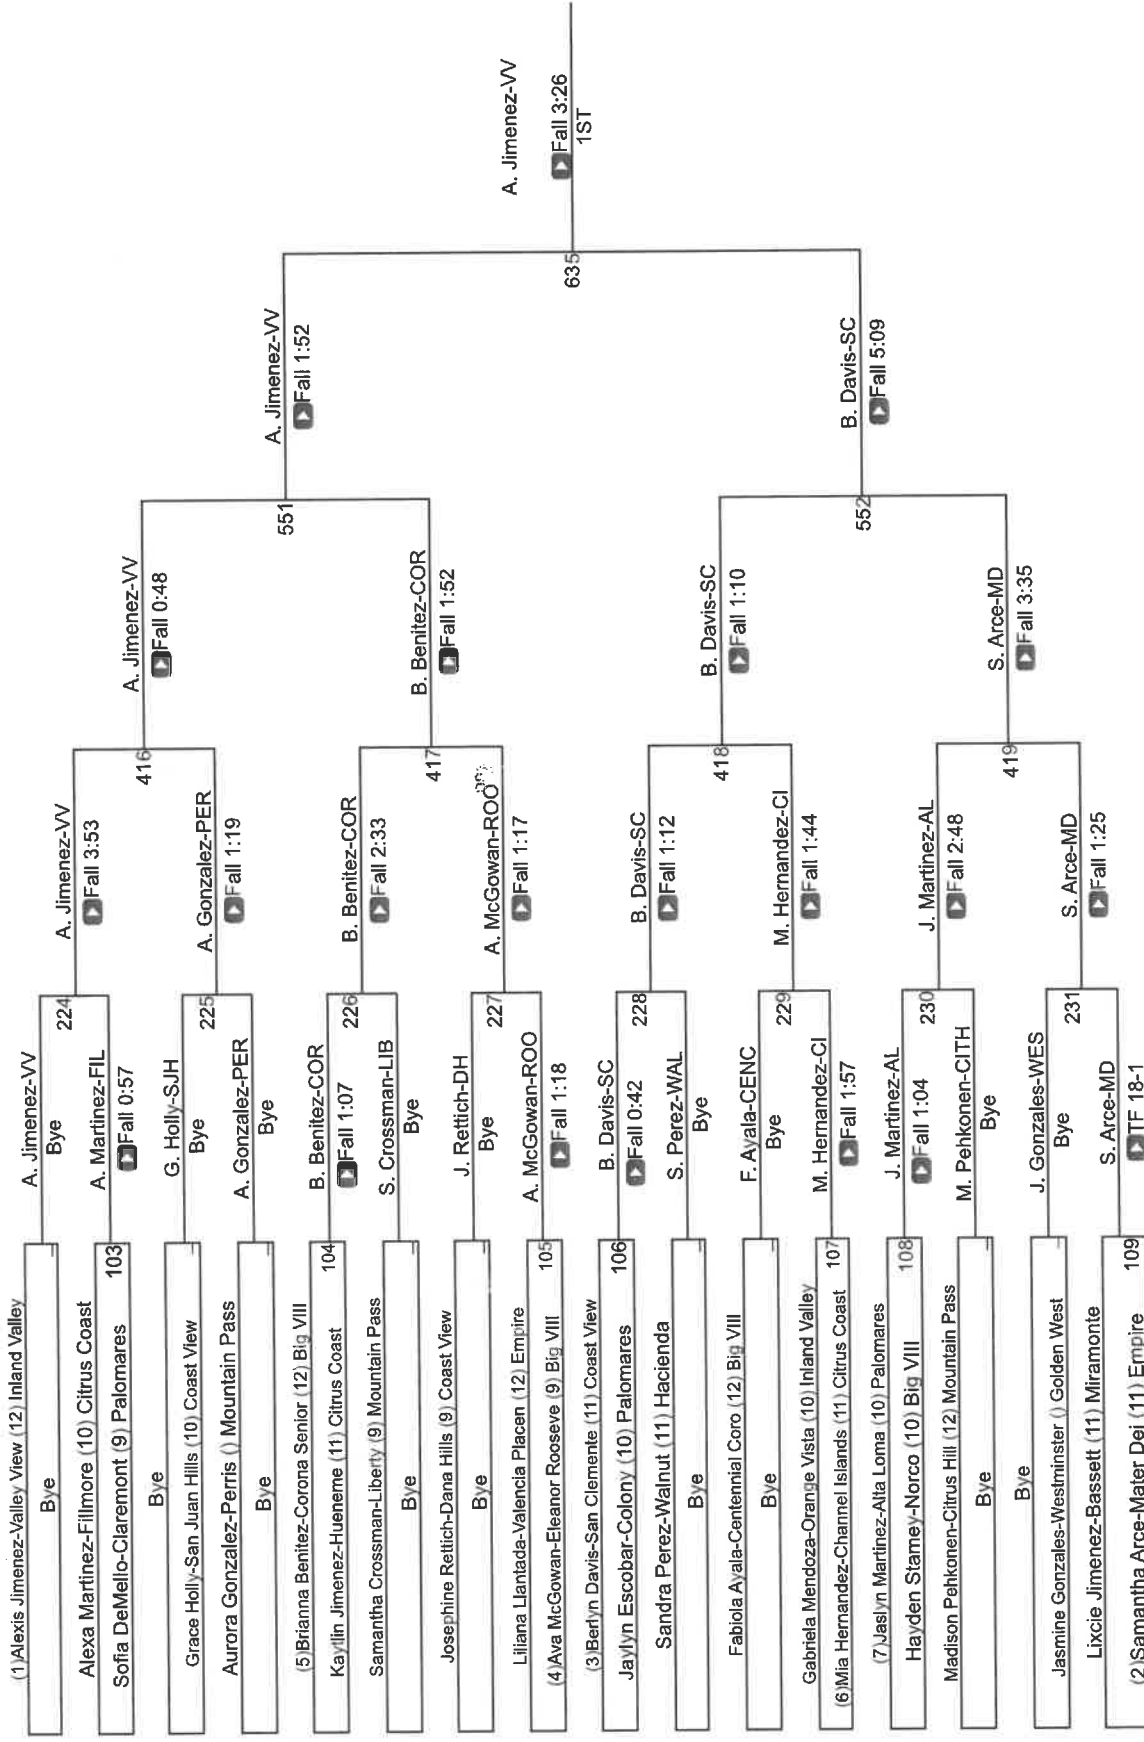 (1)Alexis Jimenez-Valley View (12) Inland Valley
Bye
Alexa Martinez-Fillmore (10) Citrus Coast
Sofia DeMello-Claremont (9) Palomares
103
Bye
Grace Holly-San Juan Hills (10) Coast View
Aurora Gonzalez-Perris () Mountain Pass
Bye
(5)Brianna Benitez-Corona Senior (12) Big VIII
Kaytlin Jimenez-Hueneme (11) Citrus Coast
104
Samantha Crossman-Liberty (9) Mountain Pass
Bye
Josephine Rettich-Dana Hills (9) Coast View
Bye
Liliana Llantada-Valencia Placen (12) Empire
(4)Ava McGowan-Eleanor Rooseve (9) Big VIII
105
(3)Berlyn Davis-San Clemente (11) Coast View
Jaylyn Escobar-Colony (10) Palomares
106
Sandra Perez-Walnut (11) Hacienda
Bye
Fabiola Ayala-Centennial Coro (12) Big VIII
Bye
Gabriela Mendoza-Orange Vista (10) Inland Valley
(6)Mia Hernandez-Channel Islands (11) Citrus Coast
107
(7)Jaslyn Martinez-Alta Loma (10) Palomares
Hayden Stamey-Norco (10) Big VIII
108
Madison Pehkonen-Citrus Hill (12) Mountain Pass
Bye
Bye
Jasmine Gonzales-Westminster () Golden West
Lixcie Jimenez-Bassett (11) Miramonte
(2)Samantha Arce-Mater Dei (11) Empire
109
A. Jimenez-VV
Bye
224
A. Martinez-FIL
Fall 0:57
G. Holly-SJH
Bye
225
A. Gonzalez-PER
Bye
B. Benitez-COR
Fall 1:07
226
S. Crossman-LIB
Bye
J. Rettich-DH
Bye
227
A. McGowan-ROO
Fall 1:18
B. Davis-SC
Fall 0:42
228
S. Perez-WAL
Bye
F. Ayala-CENC
Bye
229
M. Hernandez-CI
Fall 1:57
J. Martinez-AL
Fall 1:04
230
M. Pehkonen-CITH
Bye
J. Gonzales-WES
Bye
231
S. Arce-MD
TF 18-1
A. Jimenez-VV
Fall 3:53
416
A. Gonzalez-PER
Fall 1:19
B. Benitez-COR
Fall 2:33
417
A. McGowan-ROO
Fall 1:17
B. Davis-SC
Fall 1:12
418
M. Hernandez-CI
Fall 1:44
J. Martinez-AL
Fall 2:48
419
S. Arce-MD
Fall 1:25
A. Jimenez-VV
Fall 0:48
551
B. Benitez-COR
Fall 1:52
B. Davis-SC
Fall 1:10
552
S. Arce-MD
Fall 3:35
A. Jimenez-VV
Fall 1:52
635
B. Davis-SC
Fall 5:09
A. Jimenez-VV
Fall 3:26
1ST